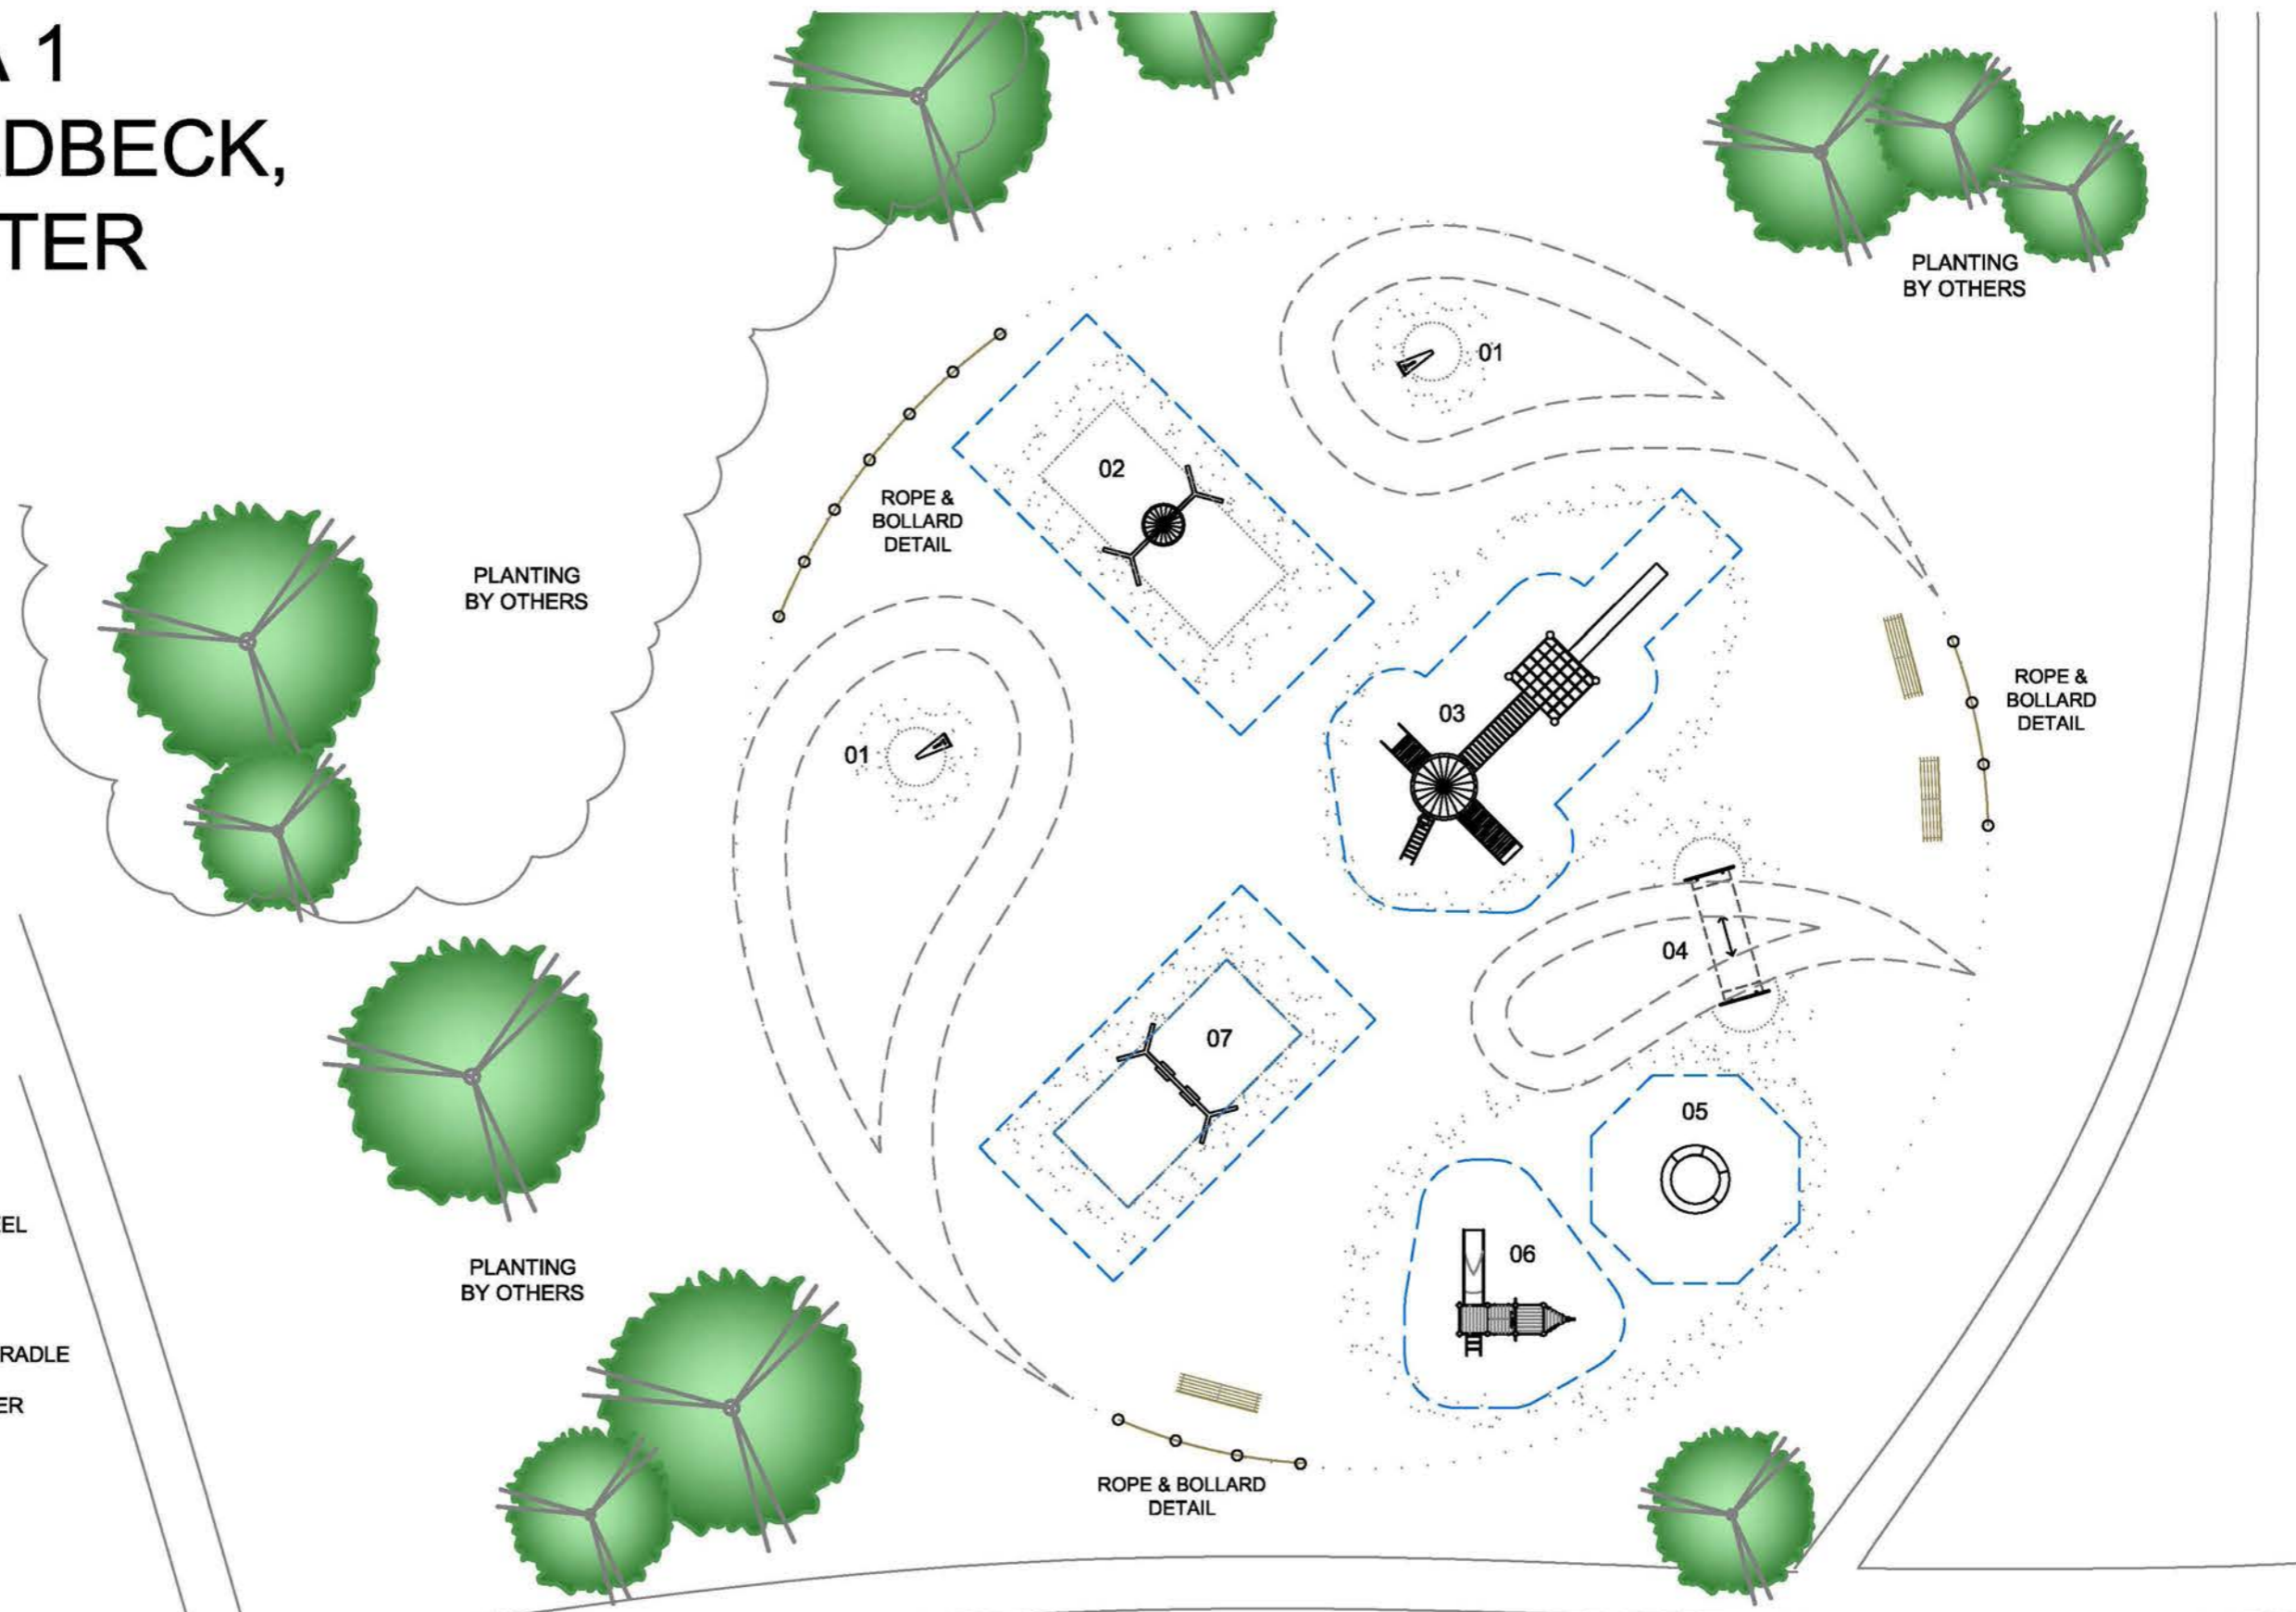 A 1
DBECK,
TER
PLANTING
BY OTHERS
01
02
ROPE &
BOLLARD
DETAIL
PLANTING
BY OTHERS
ROPE &
BOLLARD
DETAIL
03
01
04
07
05
EL
PLANTING
BY OTHERS
06
RADLE
ER
ROPE & BOLLARD
DETAIL